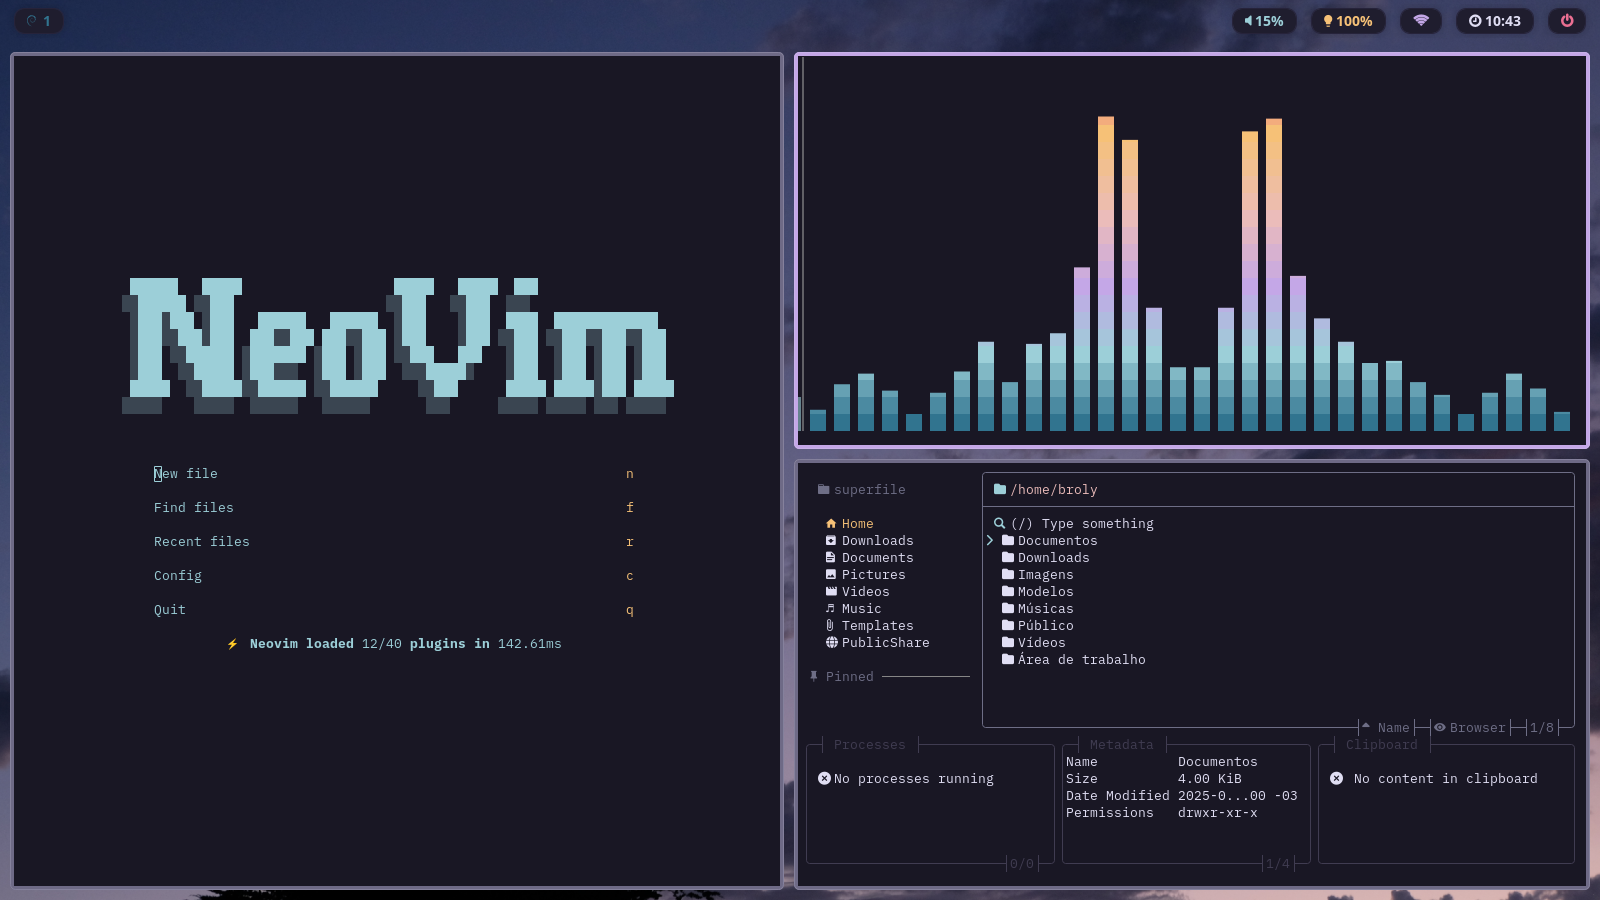 1
15%
100%
10:43
NeoVim
New file n
Find files f
Recent files r
Config c
Quit q
⚡ Neovim loaded 12/40 plugins in 142.61ms
superfile
Home
Downloads
Documents
Pictures
Videos
Music
Templates
PublicShare
Pinned
/home/broly
(/) Type something
Documentos
Downloads
Imagens
Modelos
Músicas
Público
Vídeos
Área de trabalho
Name
Browser
1/8
Processes
No processes running
0/0
Metadata
Name Documentos
Size 4.00 KiB
Date Modified 2025-0...00 -03
Permissions drwxr-xr-x
1/4
Clipboard
No content in clipboard